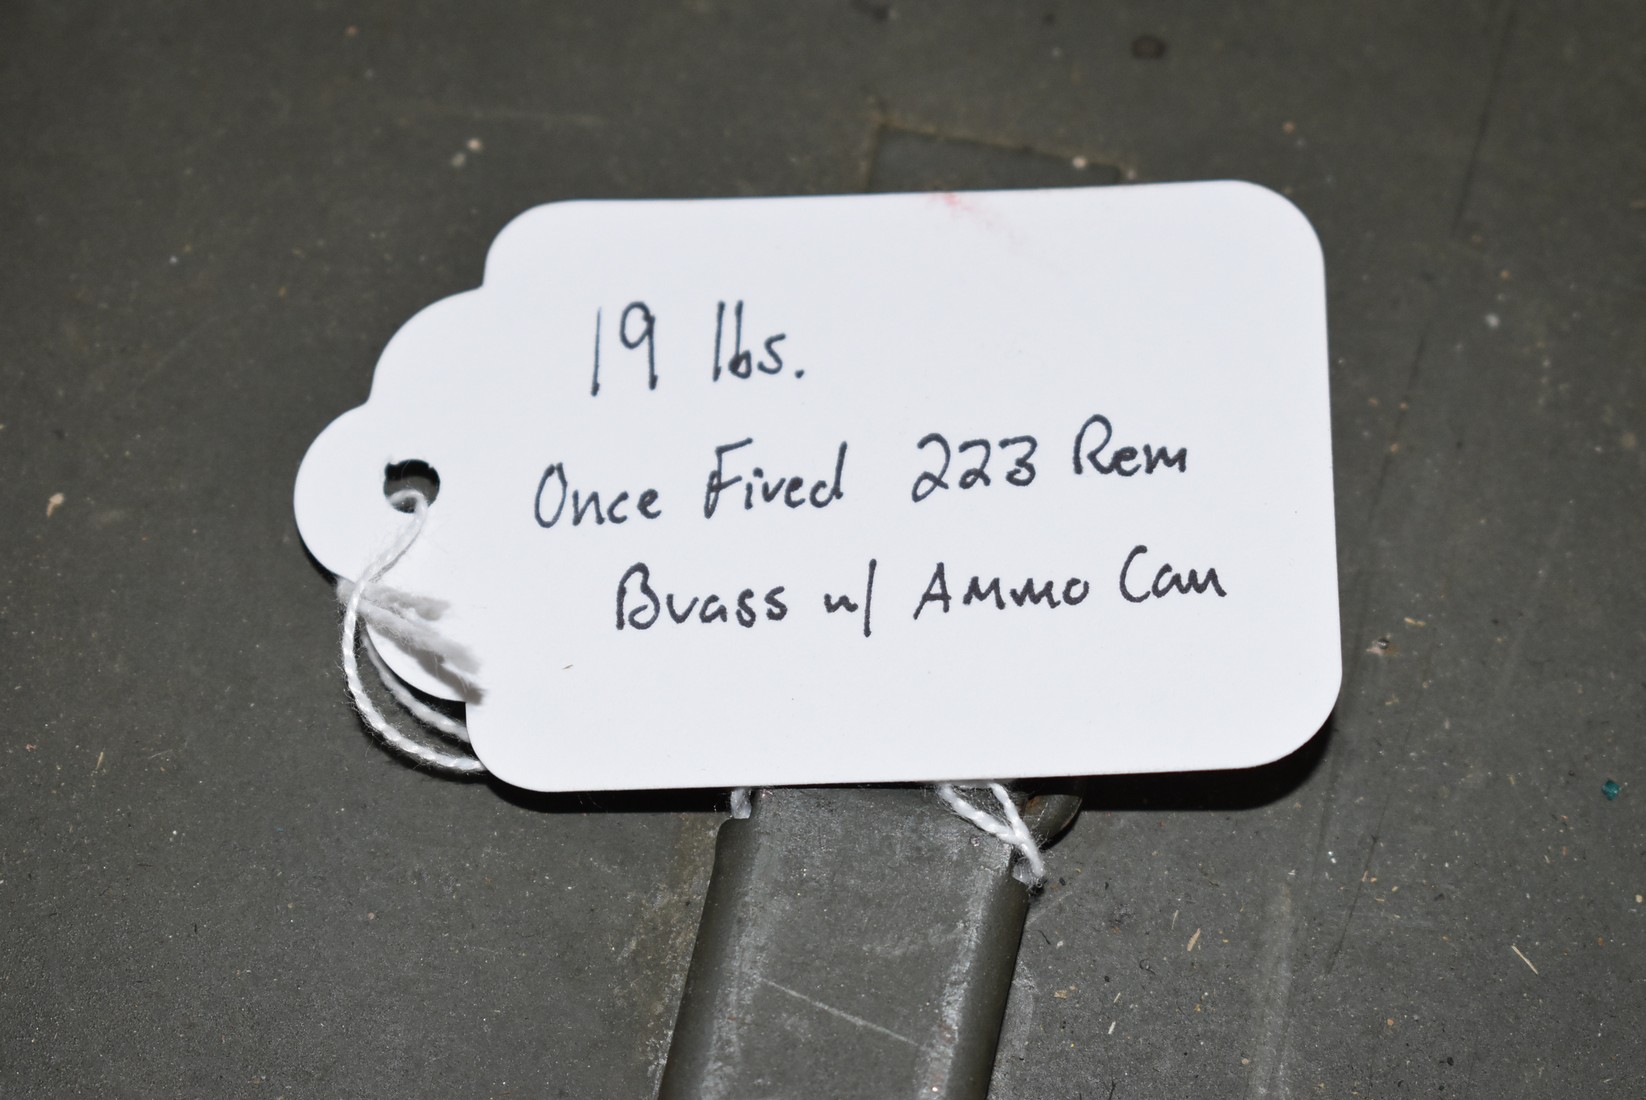 19 lbs.
Once Fired 223 Rem
Brass w/ Ammo Can